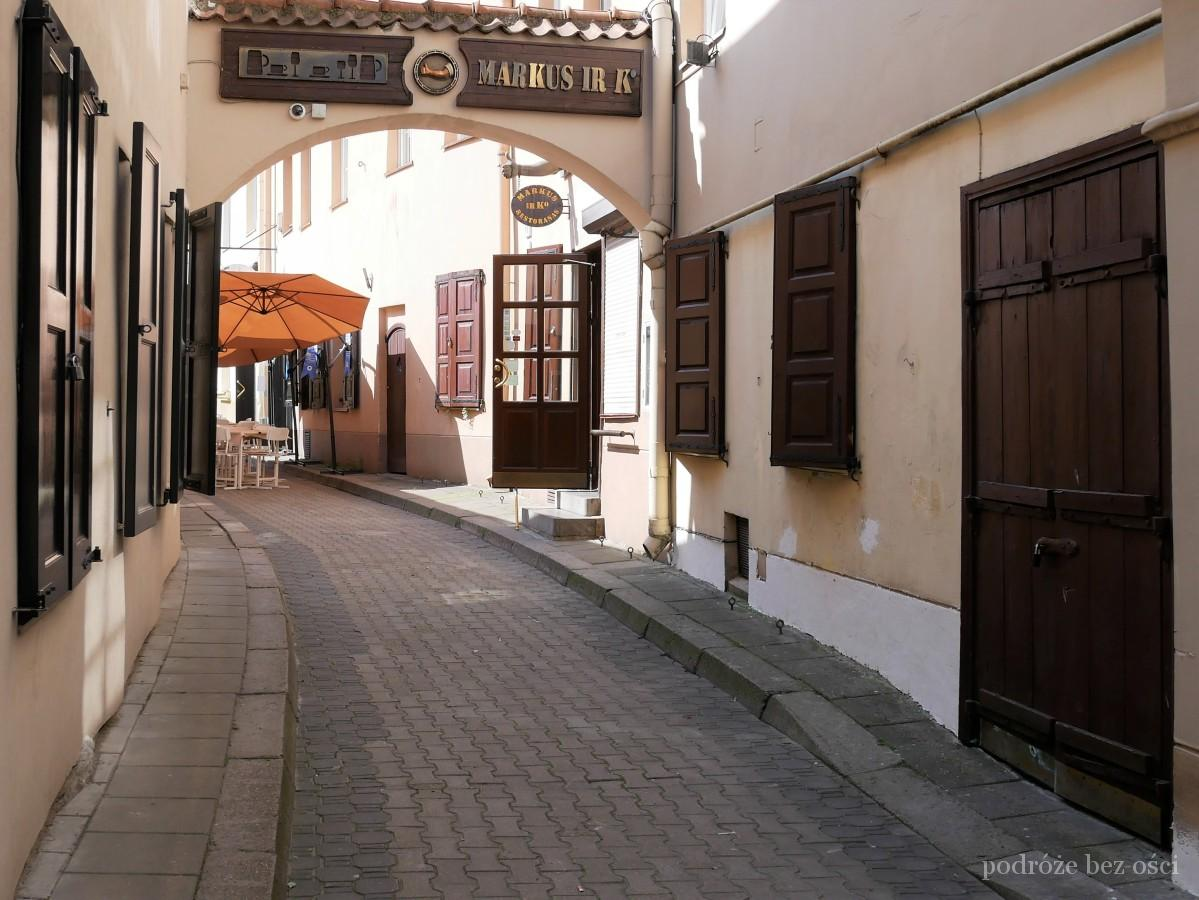 MARKUS IR Kº
MARKUS
IR Kº
RESTORANAS
podróże bez ości